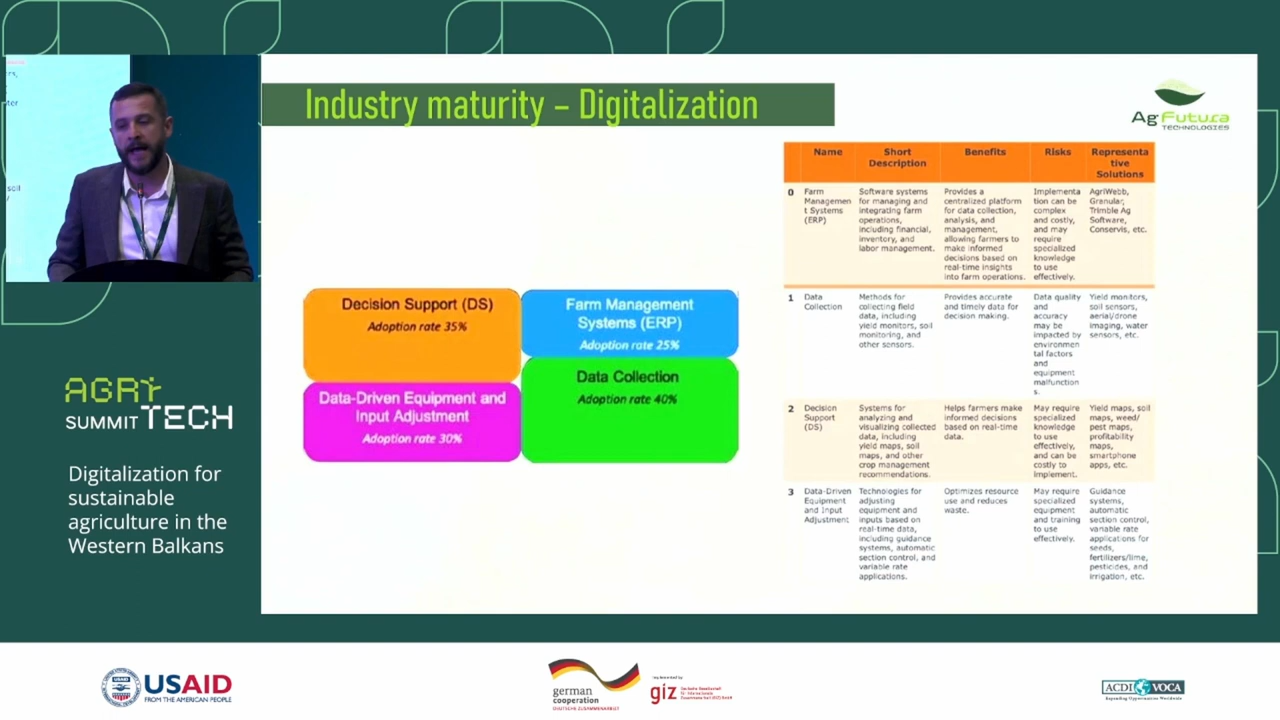 Industry maturity – Digitalization
AgFutura
TECHNOLOGIES
Decision Support (DS)
Adoption rate 35%
Farm Management
Systems (ERP)
Adoption rate 25%
Data-Driven Equipment and
Input Adjustment
Adoption rate 30%
Data Collection
Adoption rate 40%
Name
Short
Description
Benefits
Risks
Representa
tive
Solutions
0
Farm
Managemen
t Systems
(ERP)
Software systems
for managing and
integrating farm
operations,
including financial,
inventory, and
labor management.
Provides a
centralized platform
for data collection,
analysis, and
management,
allowing farmers to
make informed
decisions based on
real-time insights
into farm operations.
Implementa
tion can be
complex
and costly,
and may
require
specialized
knowledge
to use
effectively.
AgriWebb,
Granular,
Trimble Ag
Software,
Conservis, etc.
1
Data
Collection
Methods for
collecting field
data, including
yield monitors, soil
monitoring, and
other sensors.
Provides accurate
and timely data for
decision making.
Data quality
and
accuracy
may be
impacted by
environmen
tal factors
and
equipment
malfunction
s.
Yield monitors,
soil sensors,
aerial/drone
imaging, water
sensors, etc.
2
Decision
Support
(DS)
Systems for
analyzing and
visualizing collected
data, including
yield maps, soil
maps, and other
crop management
recommendations.
Helps farmers make
informed decisions
based on real-time
data.
May require
specialized
knowledge
to use
effectively,
and can be
costly to
implement.
Yield maps, soil
maps, weed/
pest maps,
profitability
maps,
smartphone
apps, etc.
3
Data-Driven
Equipment
and Input
Adjustment
Technologies for
adjusting
equipment and
inputs based on
real-time data,
including guidance
systems, automatic
section control, and
variable rate
applications.
Optimizes resource
use and reduces
waste.
May require
specialized
equipment
and training
to use
effectively.
Guidance
systems,
automatic
section control,
variable rate
applications for
seeds,
fertilizers/lime,
pesticides, and
irrigation, etc.
soil
AGRI
SUMMIT TECH
Digitalization for
sustainable
agriculture in the
Western Balkans
USAID
FROM THE AMERICAN PEOPLE
german
cooperation
DEUTSCHE ZUSAMMENARBEIT
Implemented by
giz
ACDI VOCA
Expanding Opportunities Worldwide